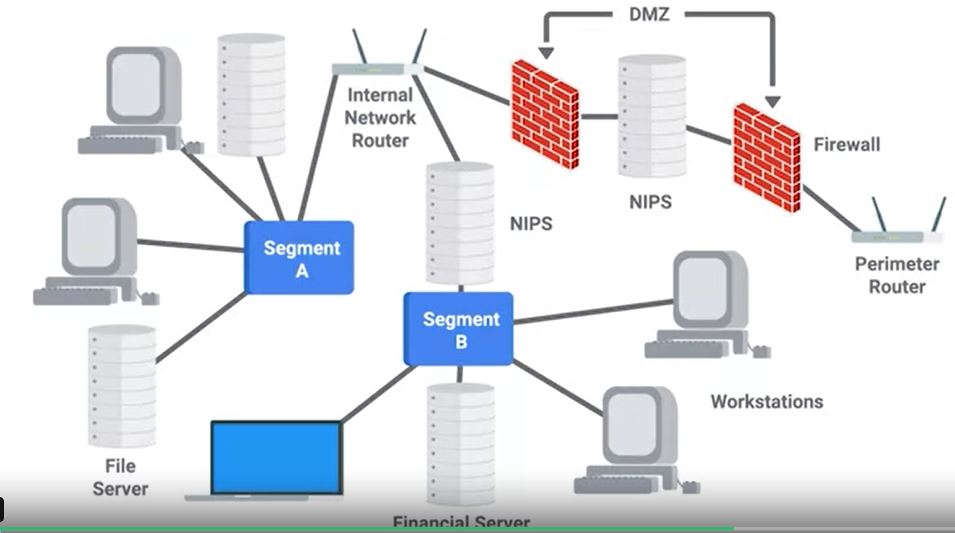 DMZ
Internal
Network
Router
Firewall
NIPS
NIPS
Segment
A
Perimeter
Router
Segment
B
Workstations
File
Server
Financial Server